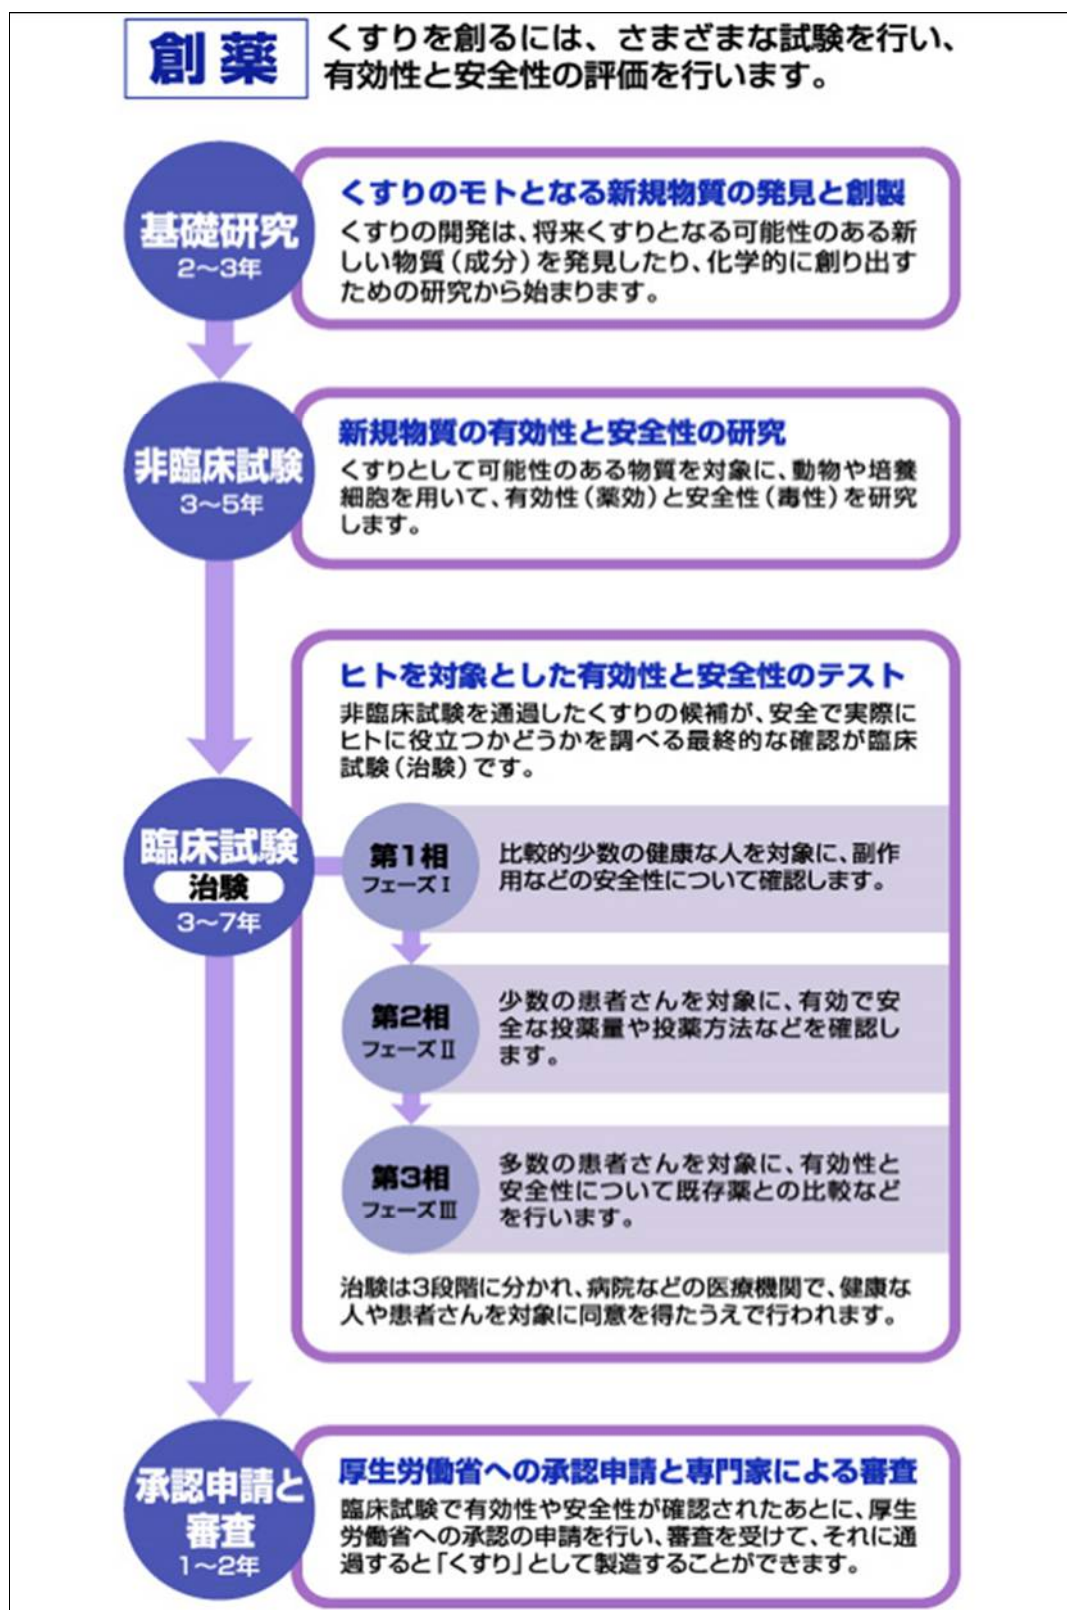 創薬
くすりを創るには、さまざまな試験を行い、
有効性と安全性の評価を行います。
基礎研究
2〜3年
くすりのモトとなる新規物質の発見と創製
くすりの開発は、将来くすりとなる可能性のある新
しい物質（成分）を発見したり、化学的に創り出す
ための研究から始まります。
非臨床試験
3〜5年
新規物質の有効性と安全性の研究
くすりとして可能性のある物質を対象に、動物や培養
細胞を用いて、有効性（薬効）と安全性（毒性）を研究
します。
臨床試験
治験
3〜7年
ヒトを対象とした有効性と安全性のテスト
非臨床試験を通過したくすりの候補が、安全で実際に
ヒトに役立つかどうかを調べる最終的な確認が臨床
試験（治験）です。
第1相
フェーズⅠ
比較的少数の健康な人を対象に、副作
用などの安全性について確認します。
第2相
フェーズⅡ
少数の患者さんを対象に、有効で安
全な投薬量や投薬方法などを確認し
ます。
第3相
フェーズⅢ
多数の患者さんを対象に、有効性と
安全性について既存薬との比較など
を行います。
治験は3段階に分かれ、病院などの医療機関で、健康な
人や患者さんを対象に同意を得たうえで行われます。
承認申請と
審査
1〜2年
厚生労働省への承認申請と専門家による審査
臨床試験で有効性や安全性が確認されたあとに、厚生
労働省への承認の申請を行い、審査を受けて、それに通
過すると「くすり」として製造することができます。